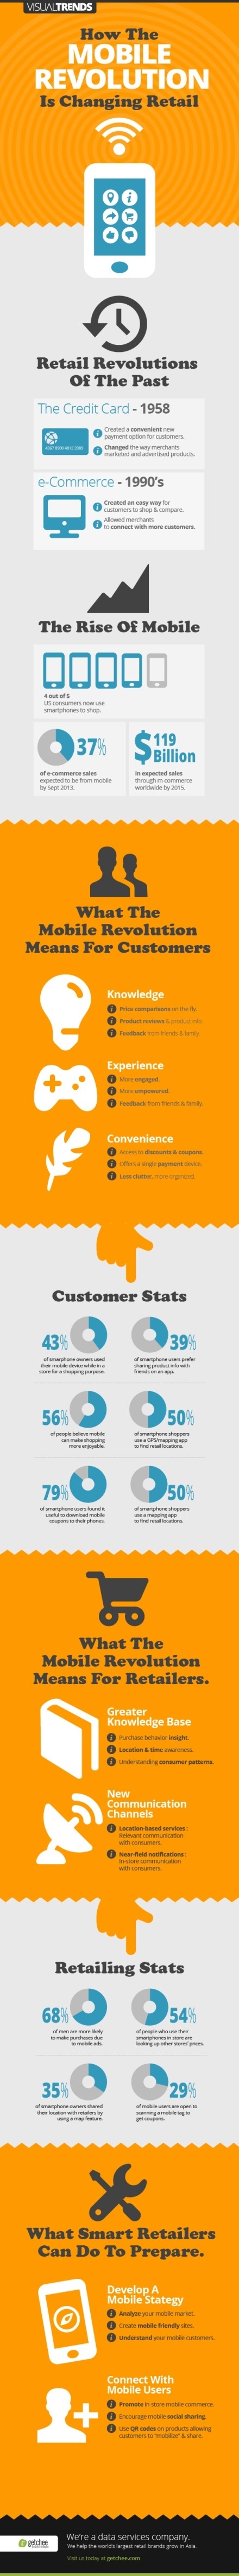 VISUALTRENDS
How The
MOBILE
REVOLUTION
Is Changing Retail
Retail Revolutions
Of The Past
The Credit Card - 1958
Created a convenient new
payment option for customers.
Changed the way merchants
marketed and advertised products.
e-Commerce - 1990's
Created an easy way for
customers to shop & compare.
Allowed merchants
to connect with more customers.
The Rise Of Mobile
4 out of 5
US consumers now use
smartphones to shop.
37%
of e-commerce sales
expected to be from mobile
by Sept 2013.
$119
Billion
in expected sales
through m-commerce
worldwide by 2015.
What The
Mobile Revolution
Means For Customers
Knowledge
Price comparisons on the fly.
Product reviews & product info
Feedback from friends & family
Experience
More engaged.
More empowered.
Feedback from friends & family.
Convenience
Access to discounts & coupons.
Offers a single payment device.
Less clutter, more organized.
Customer Stats
43%
of smarphone owners used
their mobile device while in a
store for a shopping purpose.
39%
of smartphone users prefer
sharing product info with
friends on an app.
56%
of people believe mobile
can make shopping
more enjoyable.
50%
of smartphone shoppers
use a GPS/mapping app
to find retail locations.
79%
of smartphone users found it
useful to download mobile
coupons to their phones.
50%
of smartphone shoppers
use a mapping app
to find retail locations.
What The
Mobile Revolution
Means For Retailers.
Greater
Knowledge Base
Purchase behavior insight.
Location & time awareness.
Understanding consumer patterns.
New
Communication
Channels
Location-based services :
Relevant communication
with consumers.
Near-field notifications :
In-store communication
with consumers.
Retailing Stats
68%
of men are more likely
to make purchases due
to mobile ads.
54%
of people who use their
smartphones in store are
looking up other stores' prices.
35%
of smartphone owners shared
their location with retailers by
using a map feature.
29%
of mobile users are open to
scanning a mobile tag to
get coupons.
What Smart Retailers
Can Do To Prepare.
Develop A
Mobile Stategy
Analyze your mobile market.
Create mobile friendly sites.
Understand your mobile customers.
Connect With
Mobile Users
Promote in-store mobile commerce.
Encourage mobile social sharing.
Use QR codes on products allowing
customers to "mobilize" & share.
getchee
We're a data services company.
We help the world's largest retail brands grow in Asia.
Visit us today at getchee.com